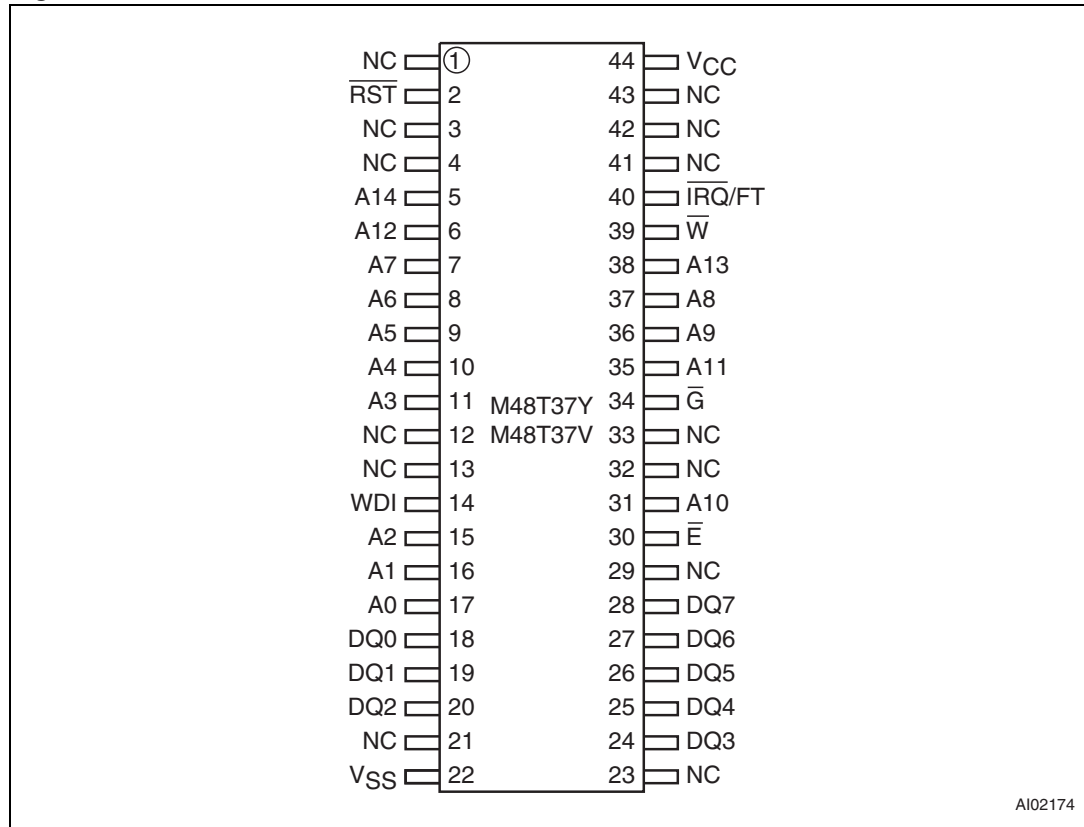 NC 1 44 VCC
RST 2 43 NC
NC 3 42 NC
NC 4 41 NC
A14 5 40 IRQ/FT
A12 6 39 W
A7 7 38 A13
A6 8 37 A8
A5 9 36 A9
A4 10 35 A11
A3 11 M48T37Y 34 G
NC 12 M48T37V 33 NC
NC 13 32 NC
WDI 14 31 A10
A2 15 30 E
A1 16 29 NC
A0 17 28 DQ7
DQ0 18 27 DQ6
DQ1 19 26 DQ5
DQ2 20 25 DQ4
NC 21 24 DQ3
VSS 22 23 NC
AI02174